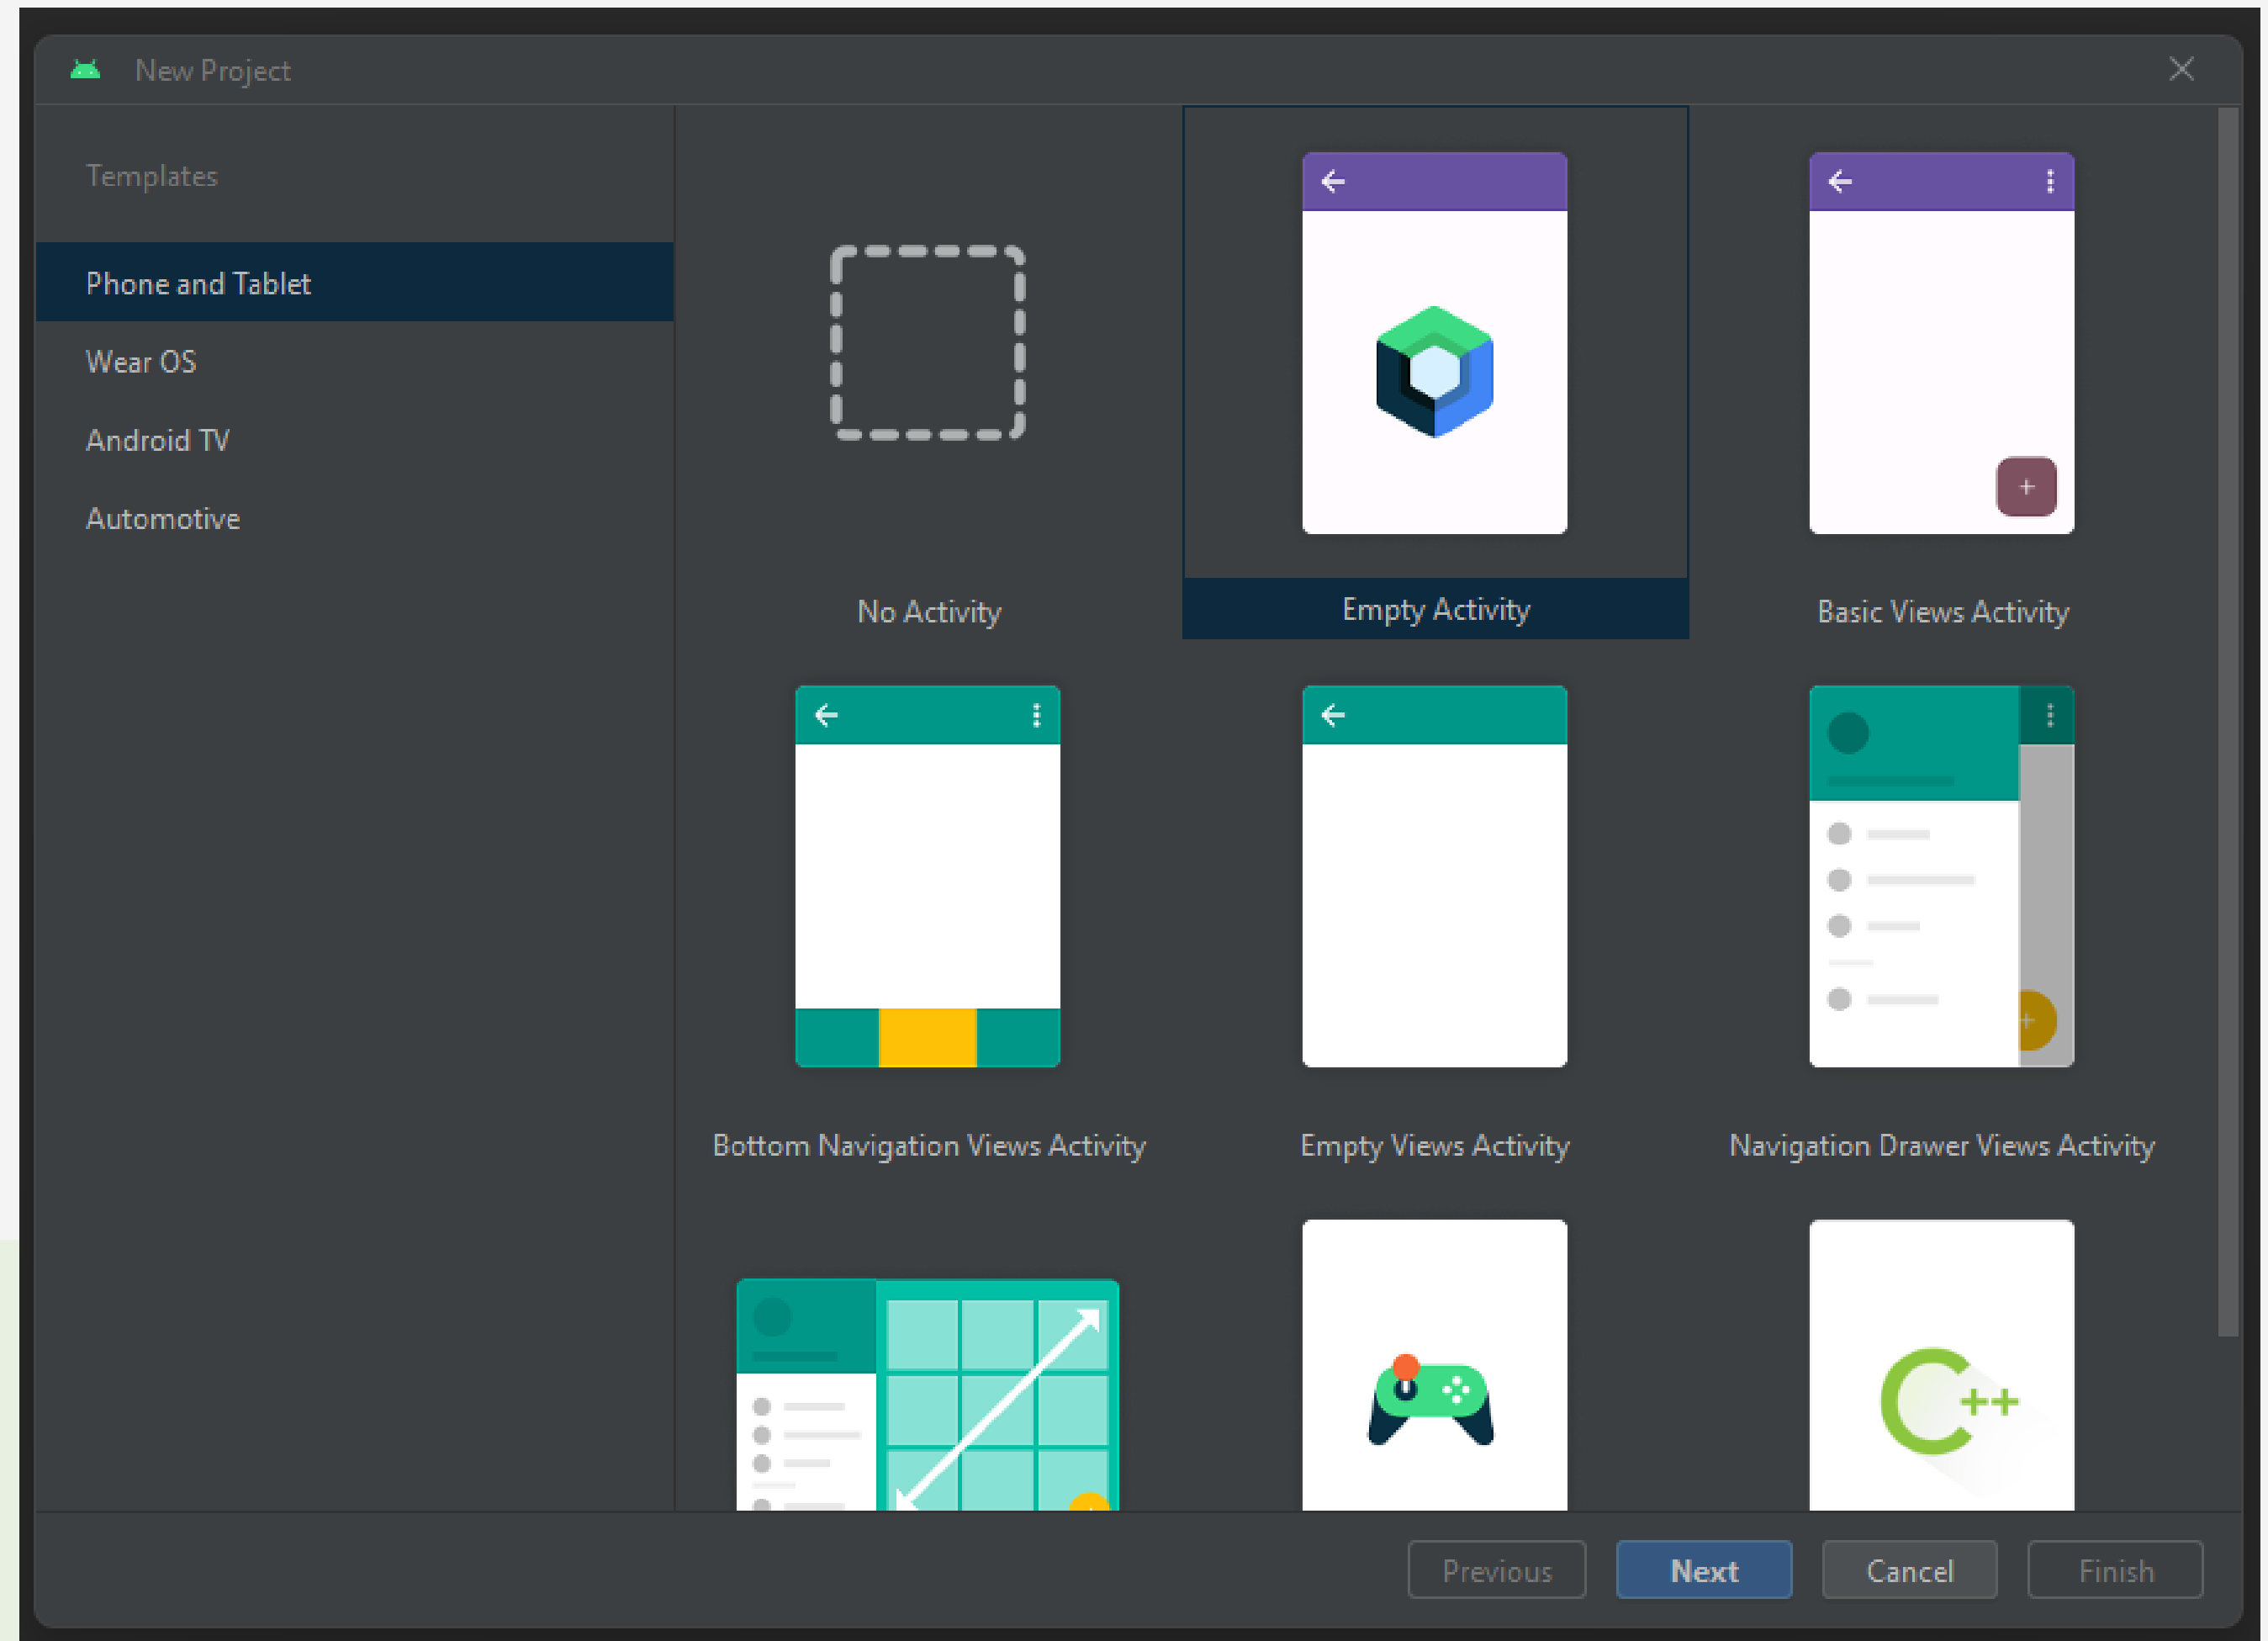 New Project
Templates
Phone and Tablet
Wear OS
Android TV
Automotive
No Activity
Empty Activity
Basic Views Activity
Bottom Navigation Views Activity
Empty Views Activity
Navigation Drawer Views Activity
C++
Previous
Next
Cancel
Finish